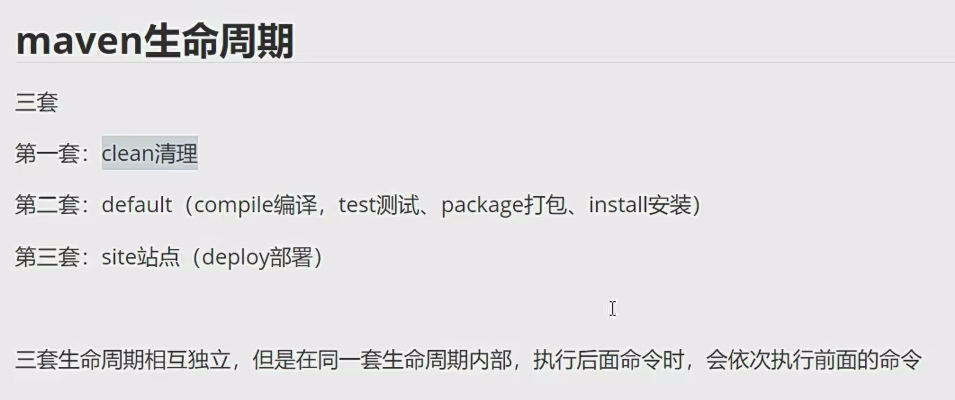 maven生命周期
三套
第一套：clean清理
第二套：default（compile编译，test测试、package打包、install安装）
第三套：site站点（deploy部署）
三套生命周期相互独立，但是在同一套生命周期内部，执行后面命令时，会依次执行前面的命令